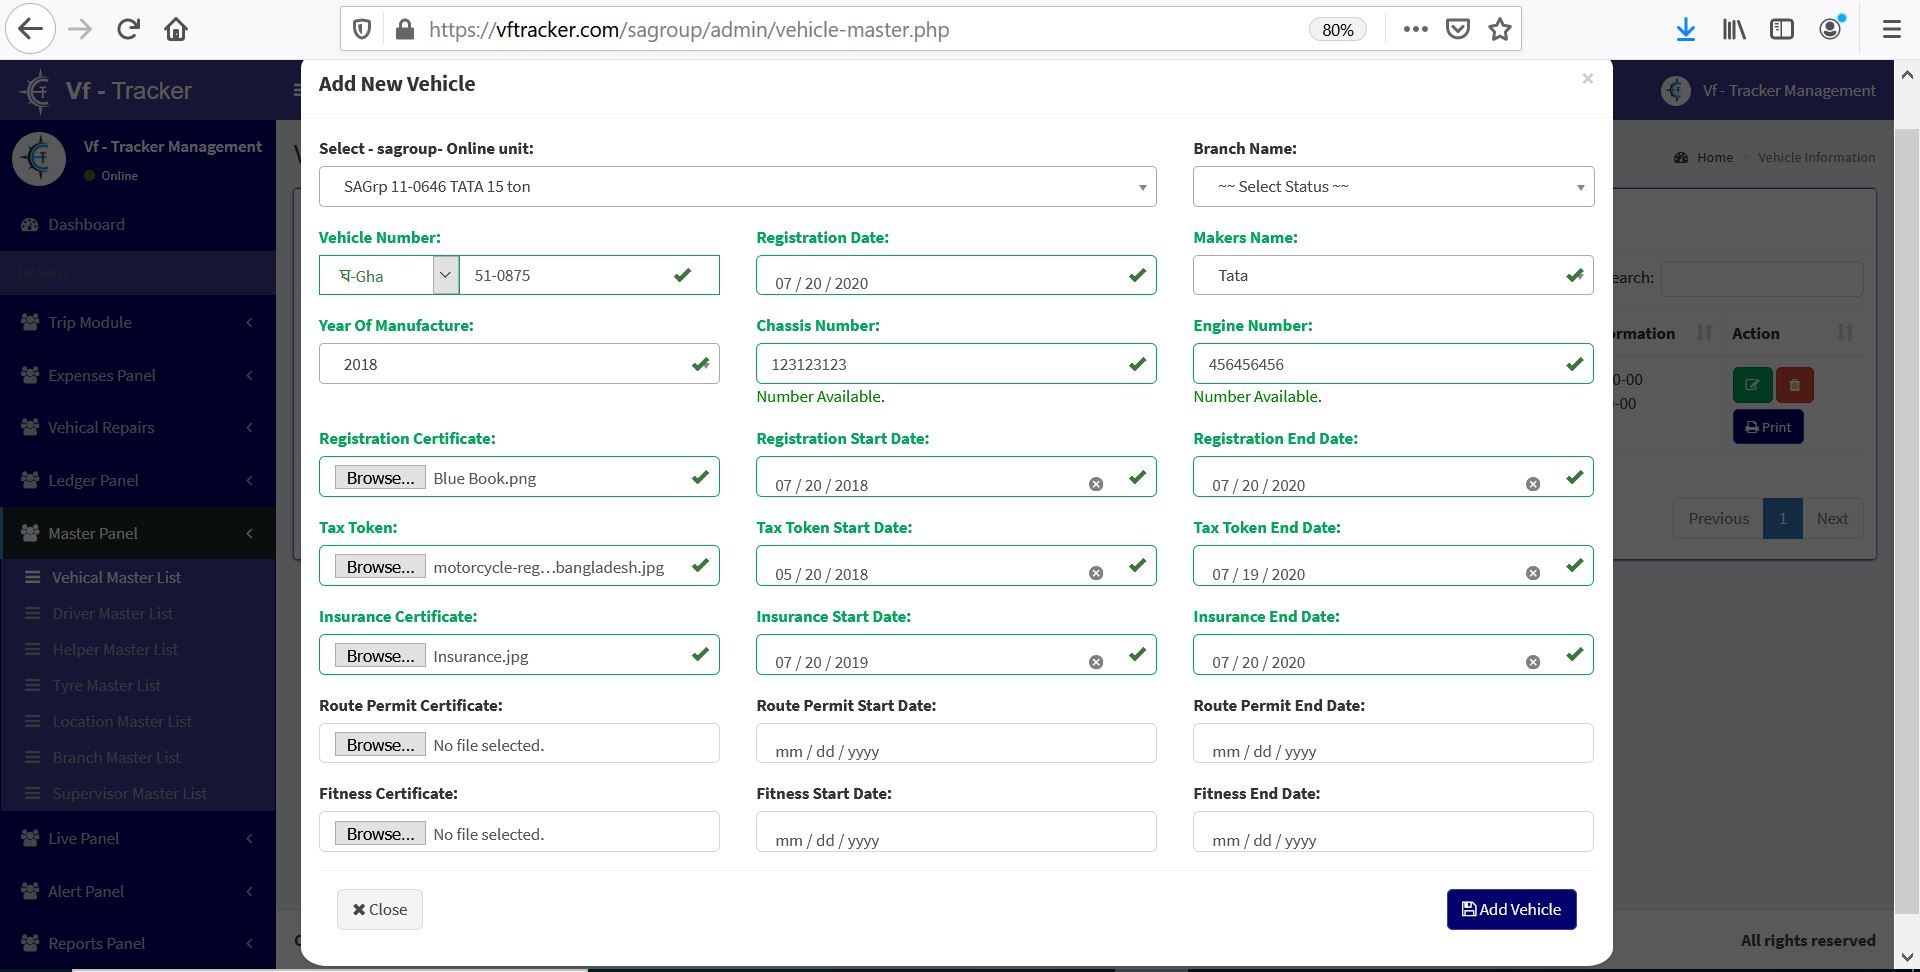 https://vftracker.com/sagroup/admin/vehicle-master.php
80%
Vf - Tracker
Vf - Tracker Management
Vf - Tracker Management
Online
Dashboard
MANAGE
Trip Module
Expenses Panel
Vehical Repairs
Ledger Panel
Master Panel
Vehical Master List
Driver Master List
Helper Master List
Tyre Master List
Location Master List
Branch Master List
Supervisor Master List
Live Panel
Alert Panel
Reports Panel
Add New Vehicle
×
Select - sagroup- Online unit:
Branch Name:
SAGrp 11-0646 TATA 15 ton
~~ Select Status ~~
Vehicle Number:
Registration Date:
Makers Name:
ঘ-Gha
51-0875
07 / 20 / 2020
Tata
Year Of Manufacture:
Chassis Number:
Engine Number:
2018
123123123
456456456
Number Available.
Number Available.
Registration Certificate:
Registration Start Date:
Registration End Date:
Browse... Blue Book.png
07 / 20 / 2018
07 / 20 / 2020
Tax Token:
Tax Token Start Date:
Tax Token End Date:
Browse... motorcycle-reg...bangladesh.jpg
05 / 20 / 2018
07 / 19 / 2020
Insurance Certificate:
Insurance Start Date:
Insurance End Date:
Browse... Insurance.jpg
07 / 20 / 2019
07 / 20 / 2020
Route Permit Certificate:
Route Permit Start Date:
Route Permit End Date:
Browse... No file selected.
mm / dd / yyyy
mm / dd / yyyy
Fitness Certificate:
Fitness Start Date:
Fitness End Date:
Browse... No file selected.
mm / dd / yyyy
mm / dd / yyyy
Close
Add Vehicle
Home > Vehicle Information
earch:
rmation
Action
0-00
-00
Print
Previous 1 Next
All rights reserved